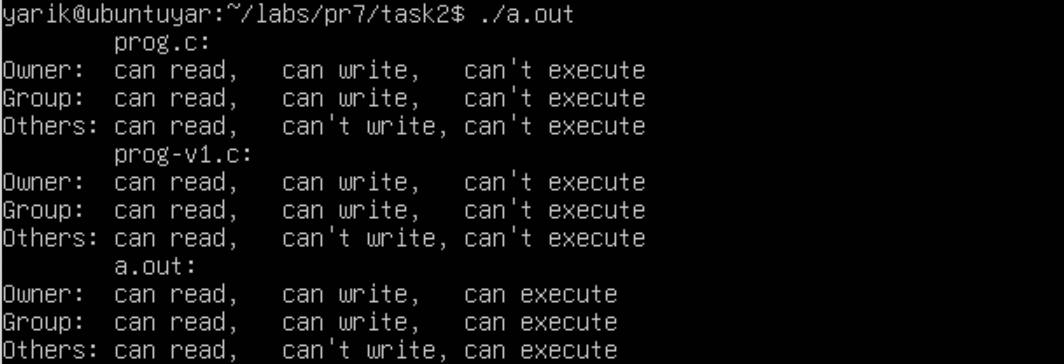 yarik@ubuntuyar:~/labs/pr7/task2$ ./a.out
        prog.c:
Owner:  can read,   can write,   can't execute
Group:  can read,   can write,   can't execute
Others: can read,   can't write, can't execute
        prog-v1.c:
Owner:  can read,   can write,   can't execute
Group:  can read,   can write,   can't execute
Others: can read,   can't write, can't execute
        a.out:
Owner:  can read,   can write,   can execute
Group:  can read,   can write,   can execute
Others: can read,   can't write, can execute